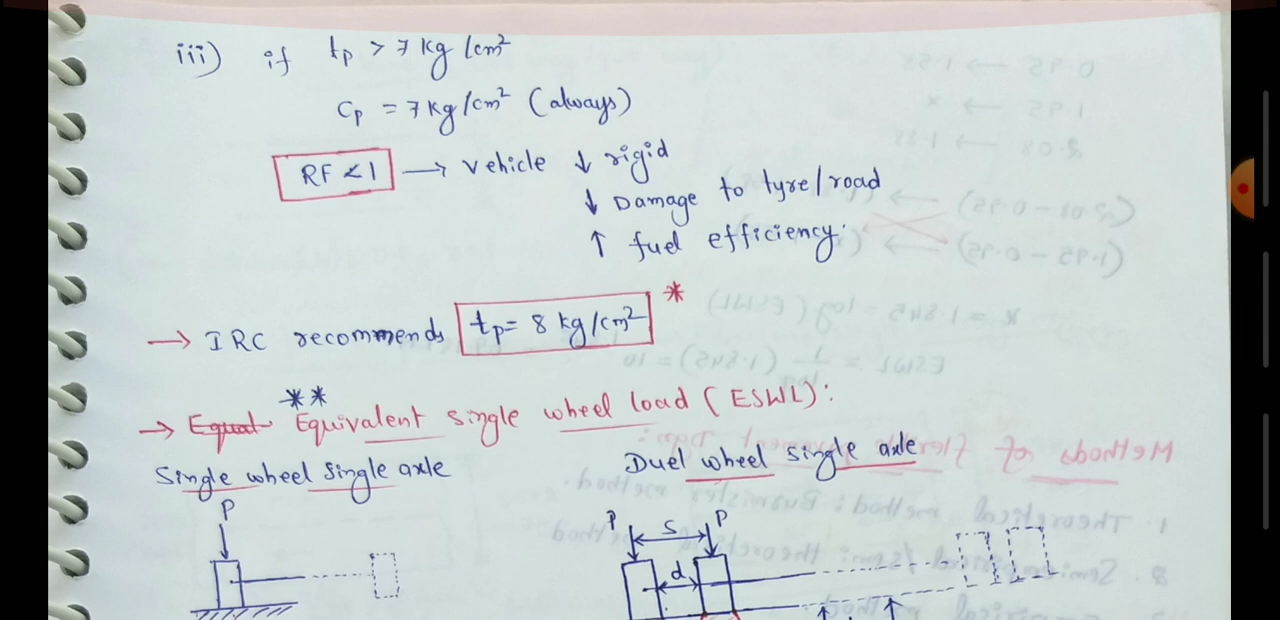 iii) if tp > 7 kg/cm²
Cp = 7 kg/cm² (always)
RF < 1 → vehicle ↓ rigid
↓ Damage to tyre/road
↑ fuel efficiency.
→ IRC recommends tp = 8 kg/cm² *
**
→ Equal Equivalent single wheel load (ESWL):
Single wheel single axle
Duel wheel single axle
P
P S P
d